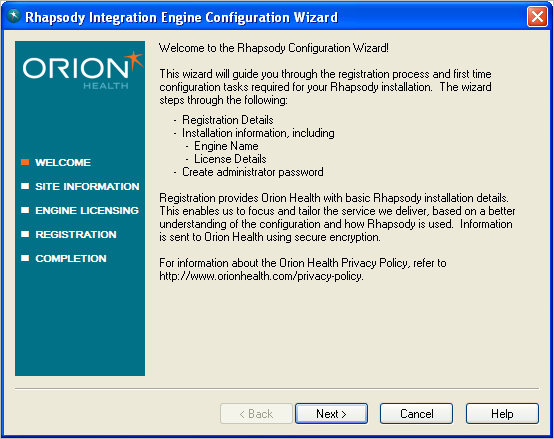 Rhapsody Integration Engine Configuration Wizard
ORION
HEALTH
WELCOME
SITE INFORMATION
ENGINE LICENSING
REGISTRATION
COMPLETION
Welcome to the Rhapsody Configuration Wizard!
This wizard will guide you through the registration process and first time
configuration tasks required for your Rhapsody installation. The wizard
steps through the following:
- Registration Details
- Installation information, including
- Engine Name
- License Details
- Create administrator password
Registration provides Orion Health with basic Rhapsody installation details.
This enables us to focus and tailor the service we deliver, based on a better
understanding of the configuration and how Rhapsody is used. Information
is sent to Orion Health using secure encryption.
For information about the Orion Health Privacy Policy, refer to
http://www.orionhealth.com/privacy-policy.
< Back
Next >
Cancel
Help